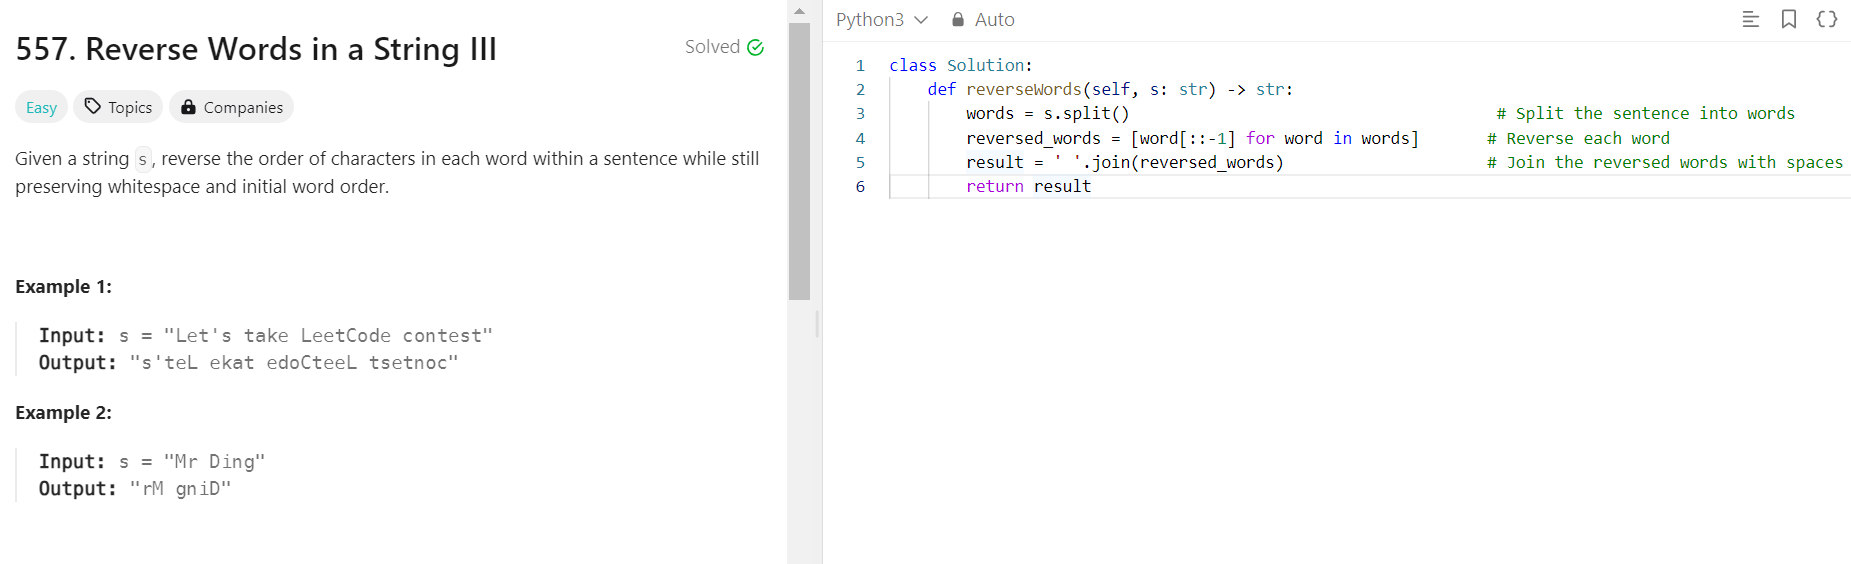 557. Reverse Words in a String III
Solved
Easy
Topics
Companies
Given a string s, reverse the order of characters in each word within a sentence while still
preserving whitespace and initial word order.
Example 1:
Input: s = "Let's take LeetCode contest"
Output: "s'teL ekat edoCteeL tsetnoc"
Example 2:
Input: s = "Mr Ding"
Output: "rM gniD"
Python3
Auto
1 class Solution:
2     def reverseWords(self, s: str) -> str:
3         words = s.split()                                      # Split the sentence into words
4         reversed_words = [word[::-1] for word in words]       # Reverse each word
5         result = ' '.join(reversed_words)                     # Join the reversed words with spaces
6         return result